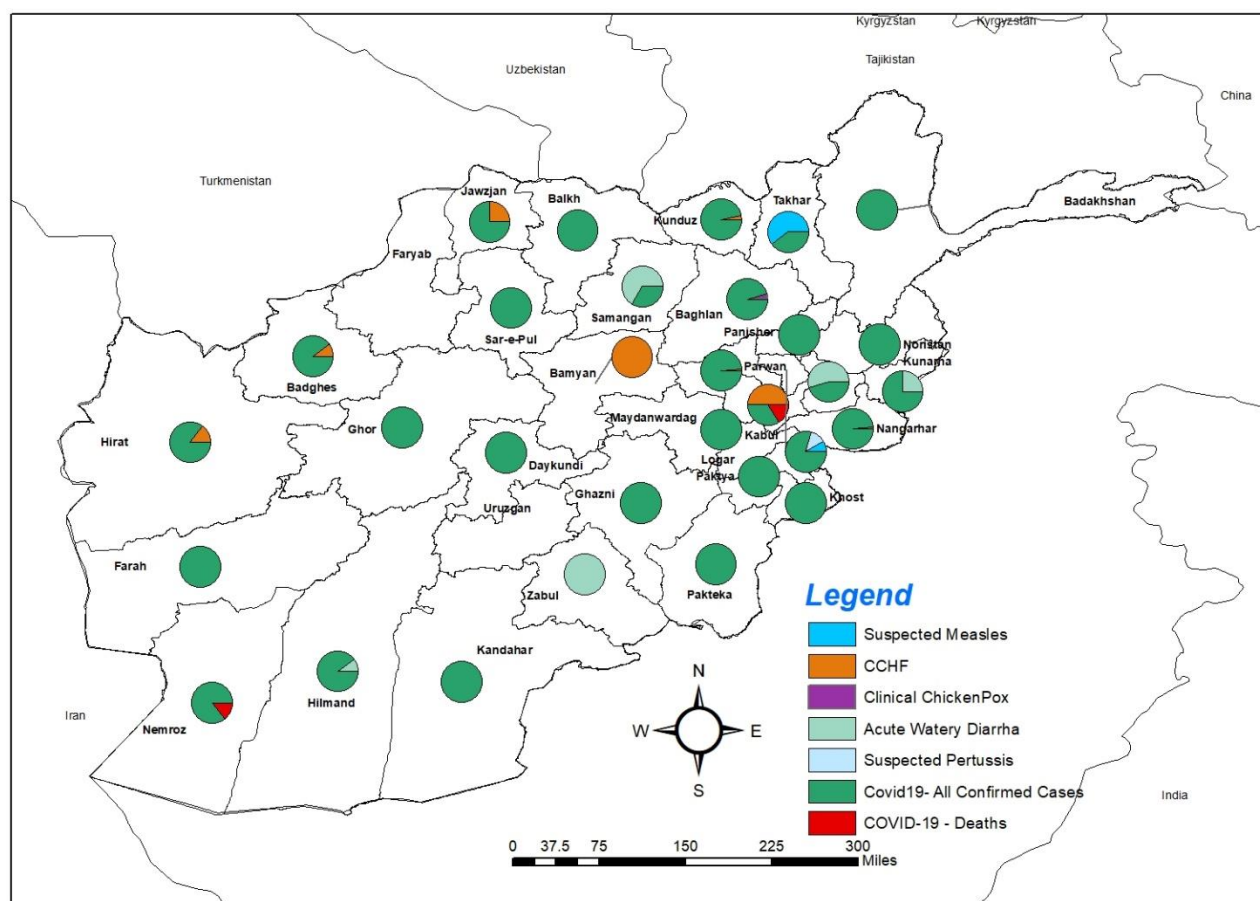 Kyrgyzstan
Kyrgyzstan
Uzbekistan
Tajikistan
China
Turkmenistan
Jawzjan
Balkh
Kunduz
Takhar
Badakhshan
Faryab
Samangan
Baghlan
Sar-e-Pul
Panjsher
Noristan
Kunarha
Badghes
Bamyan
Parwan
Hirat
Ghor
Maydanwardag
Kabul
Nangarhar
Daykundi
Logar
Paktya
Ghazni
Khost
Uruzgan
Farah
Zabul
Pakteka
Kandahar
Hilmand
Nemroz
Iran
India
Legend
Suspected Measles
CCHF
Clinical ChickenPox
Acute Watery Diarrha
Suspected Pertussis
Covid19- All Confirmed Cases
COVID-19 - Deaths
N
W
E
S
0 37.5 75 150 225 300
Miles